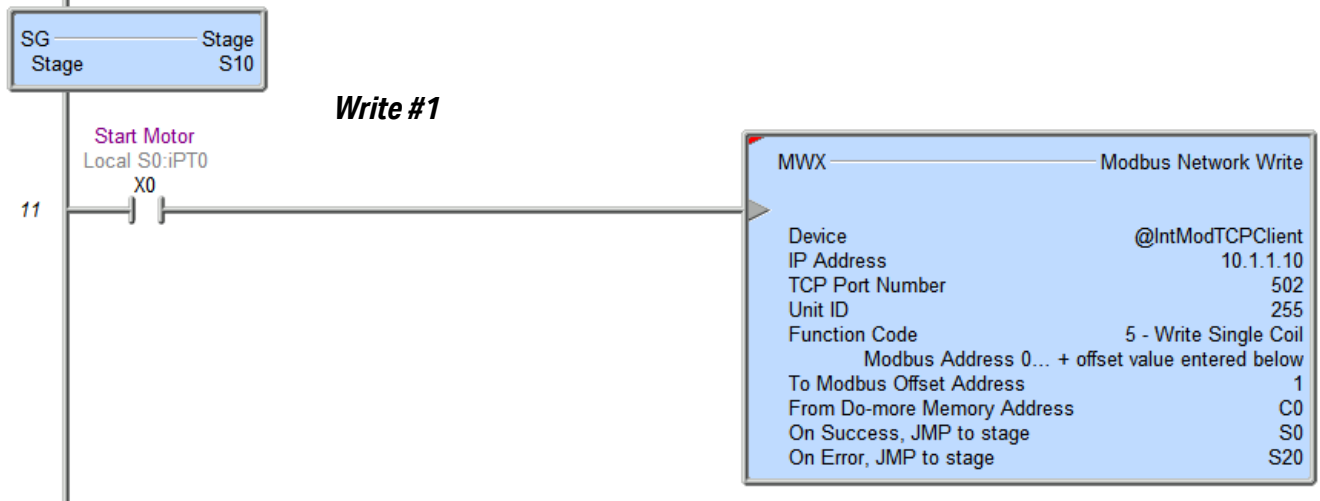 SG Stage
Stage S10
Write #1
Start Motor
Local S0:iPT0
X0
11
MWX Modbus Network Write
Device @IntModTCPClient
IP Address 10.1.1.10
TCP Port Number 502
Unit ID 255
Function Code 5 - Write Single Coil
Modbus Address 0... + offset value entered below
To Modbus Offset Address 1
From Do-more Memory Address C0
On Success, JMP to stage S0
On Error, JMP to stage S20